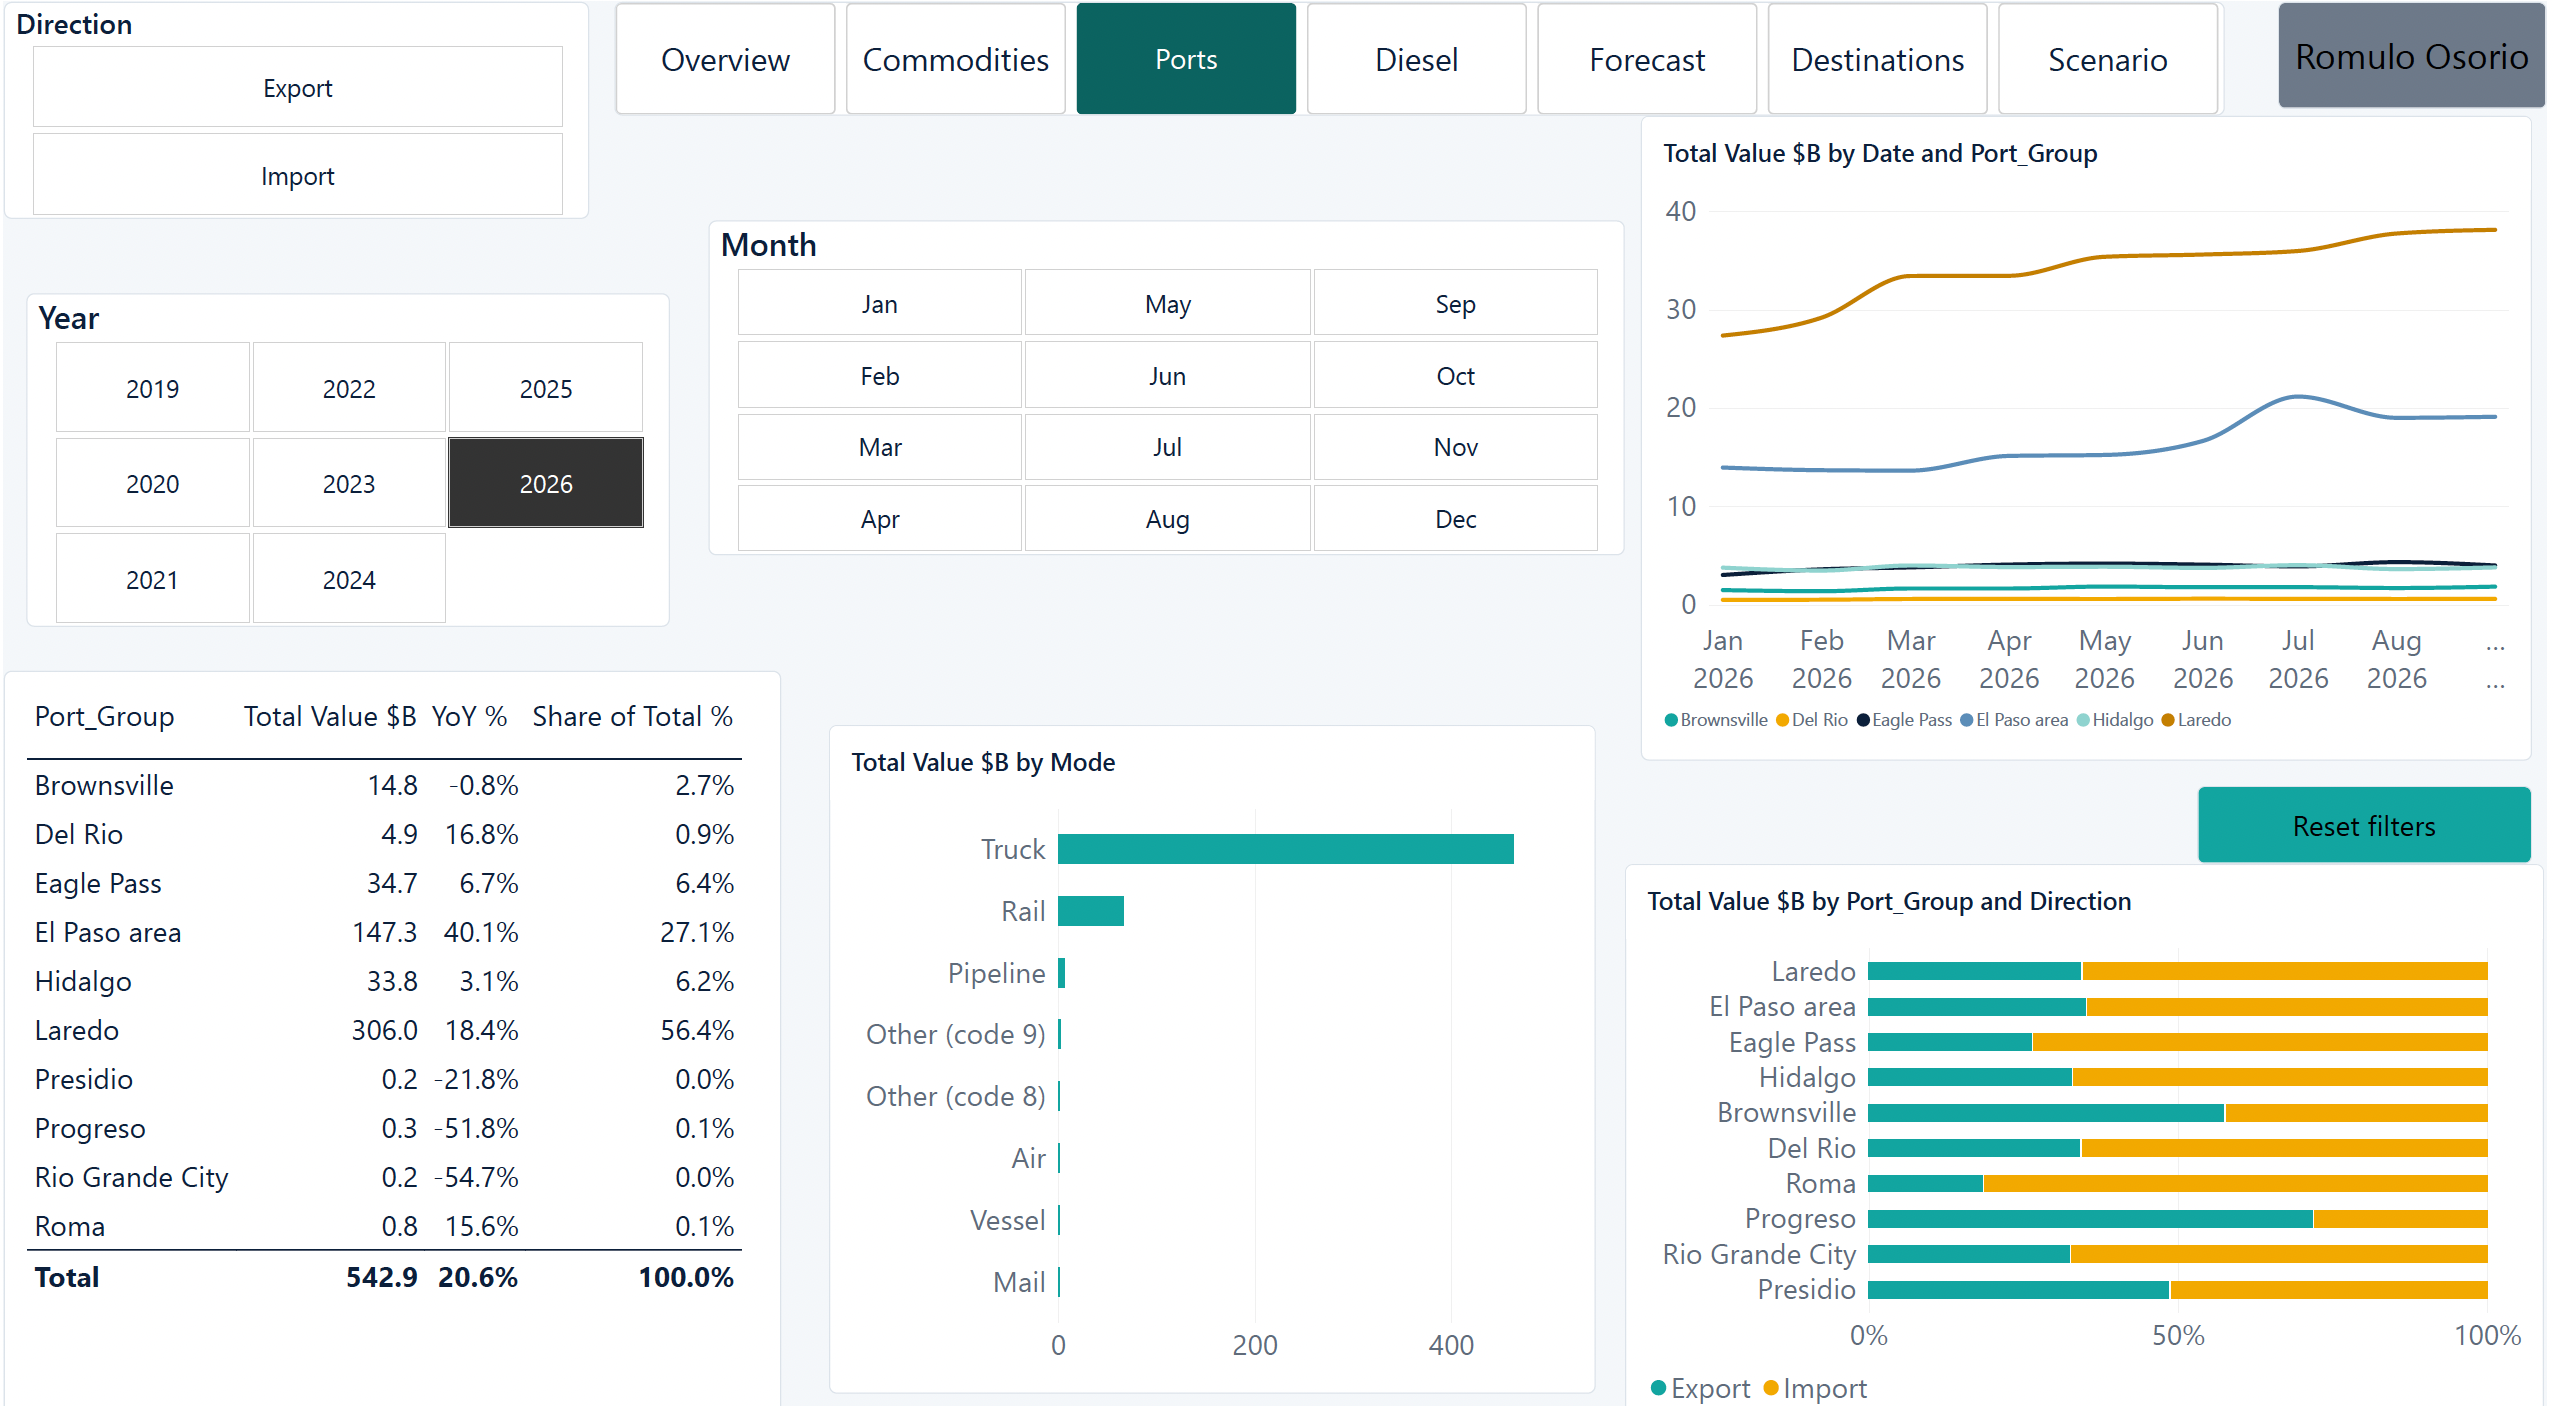 Direction
Export
Import
Overview
Commodities
Ports
Diesel
Forecast
Destinations
Scenario
Romulo Osorio
Year
2019
2022
2025
2020
2023
2026
2021
2024
Month
Jan
May
Sep
Feb
Jun
Oct
Mar
Jul
Nov
Apr
Aug
Dec
Total Value $B by Date and Port_Group
40
30
20
10
0
Jan Feb Mar Apr May Jun Jul Aug ...
2026 2026 2026 2026 2026 2026 2026 2026 ...
Brownsville Del Rio Eagle Pass El Paso area Hidalgo Laredo
Port_Group Total Value $B YoY % Share of Total %
Brownsville 14.8 -0.8% 2.7%
Del Rio 4.9 16.8% 0.9%
Eagle Pass 34.7 6.7% 6.4%
El Paso area 147.3 40.1% 27.1%
Hidalgo 33.8 3.1% 6.2%
Laredo 306.0 18.4% 56.4%
Presidio 0.2 -21.8% 0.0%
Progreso 0.3 -51.8% 0.1%
Rio Grande City 0.2 -54.7% 0.0%
Roma 0.8 15.6% 0.1%
Total 542.9 20.6% 100.0%
Total Value $B by Mode
Truck
Rail
Pipeline
Other (code 9)
Other (code 8)
Air
Vessel
Mail
0 200 400
Reset filters
Total Value $B by Port_Group and Direction
Laredo
El Paso area
Eagle Pass
Hidalgo
Brownsville
Del Rio
Roma
Progreso
Rio Grande City
Presidio
0% 50% 100%
Export Import